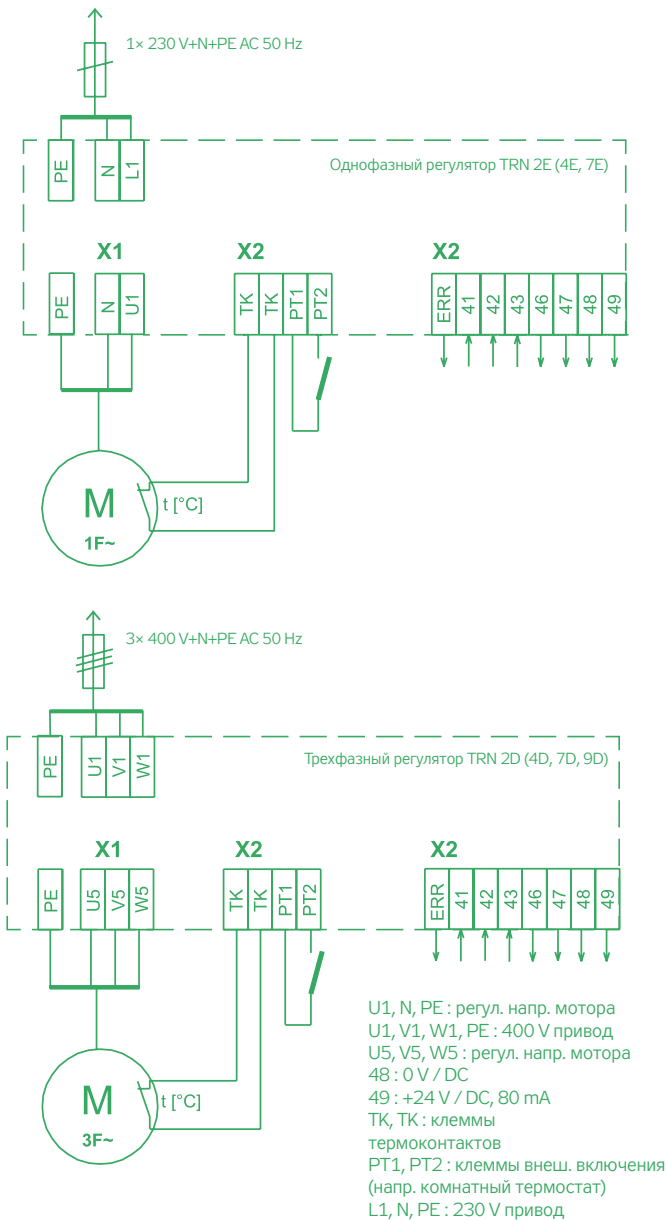 1× 230 V+N+PE AC 50 Hz
Однофазный регулятор TRN 2E (4E, 7E)
PE N L1
X1 X2 X2
PE N U1 TK TK PT1 PT2 ERR 41 42 43 46 47 48 49
M
t [°C]
1F~
3× 400 V+N+PE AC 50 Hz
Трехфазный регулятор TRN 2D (4D, 7D, 9D)
PE U1 V1 W1
X1 X2 X2
PE U5 V5 W5 TK TK PT1 PT2 ERR 41 42 43 46 47 48 49
M
t [°C]
3F~
U1, N, PE : регул. напр. мотора
U1, V1, W1, PE : 400 V привод
U5, V5, W5 : регул. напр. мотора
48 : 0 V / DC
49 : +24 V / DC, 80 mA
TK, TK : клеммы
термоконтактов
PT1, PT2 : клеммы внеш. включения
(напр. комнатный термостат)
L1, N, PE : 230 V привод